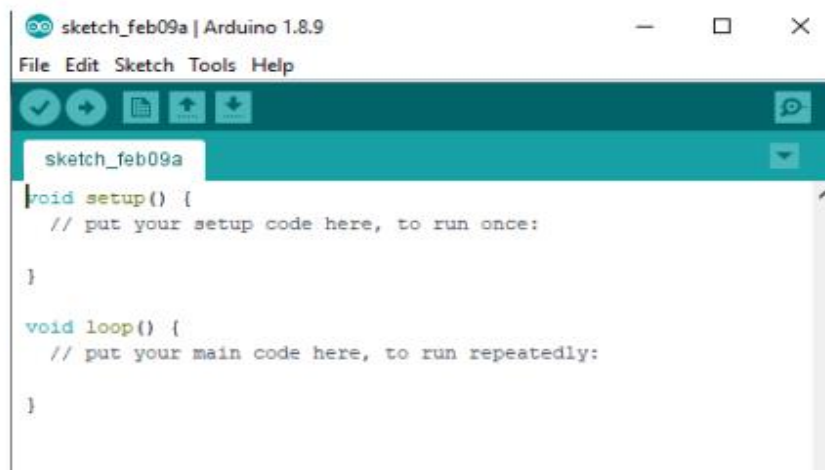 sketch_feb09a | Arduino 1.8.9
File Edit Sketch Tools Help
sketch_feb09a
void setup() {
  // put your setup code here, to run once:
}
void loop() {
  // put your main code here, to run repeatedly:
}